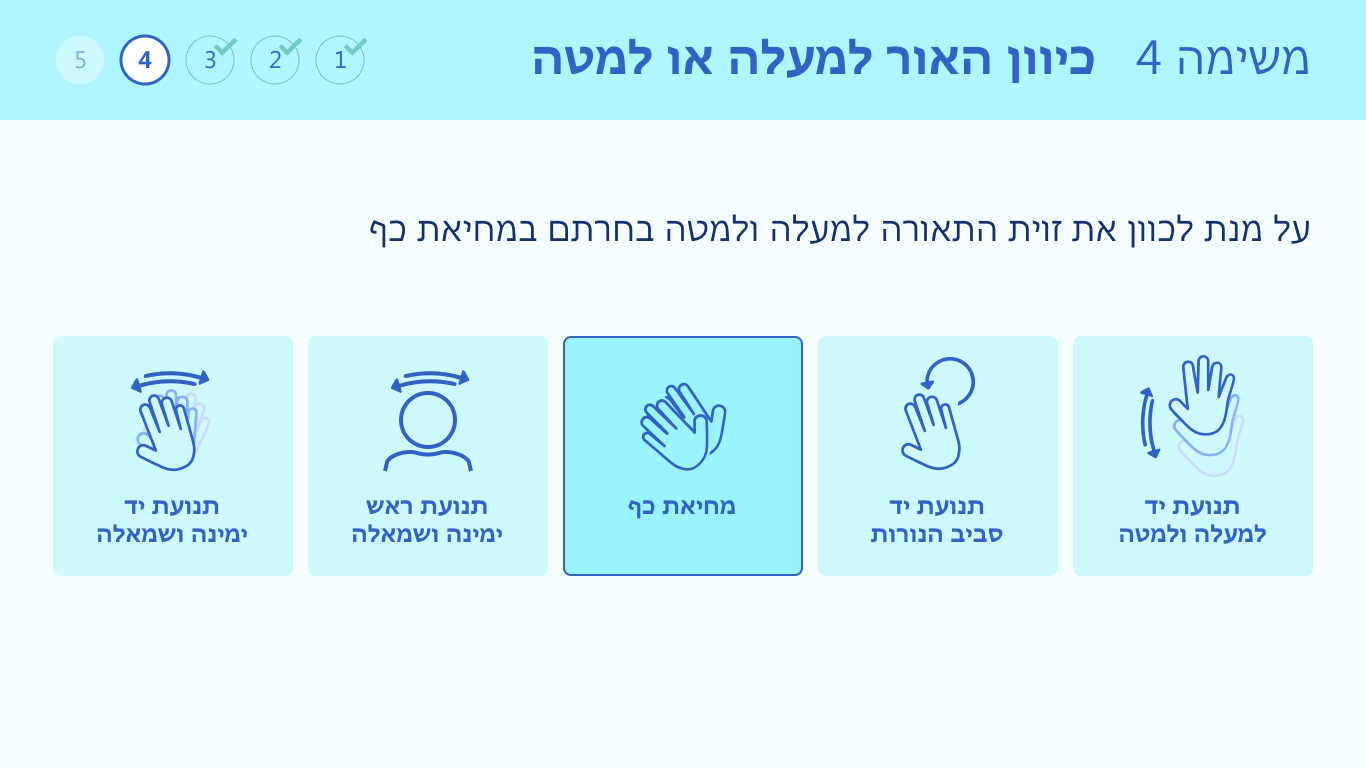 משימה 4 כיוון האור למעלה או למטה
1 2 3 4 5
על מנת לכוון את זוית התאורה למעלה ולמטה בחרתם במחיאת כף
תנועת יד
למעלה ולמטה
תנועת יד
סביב הנורות
מחיאת כף
תנועת ראש
ימינה ושמאלה
תנועת יד
ימינה ושמאלה